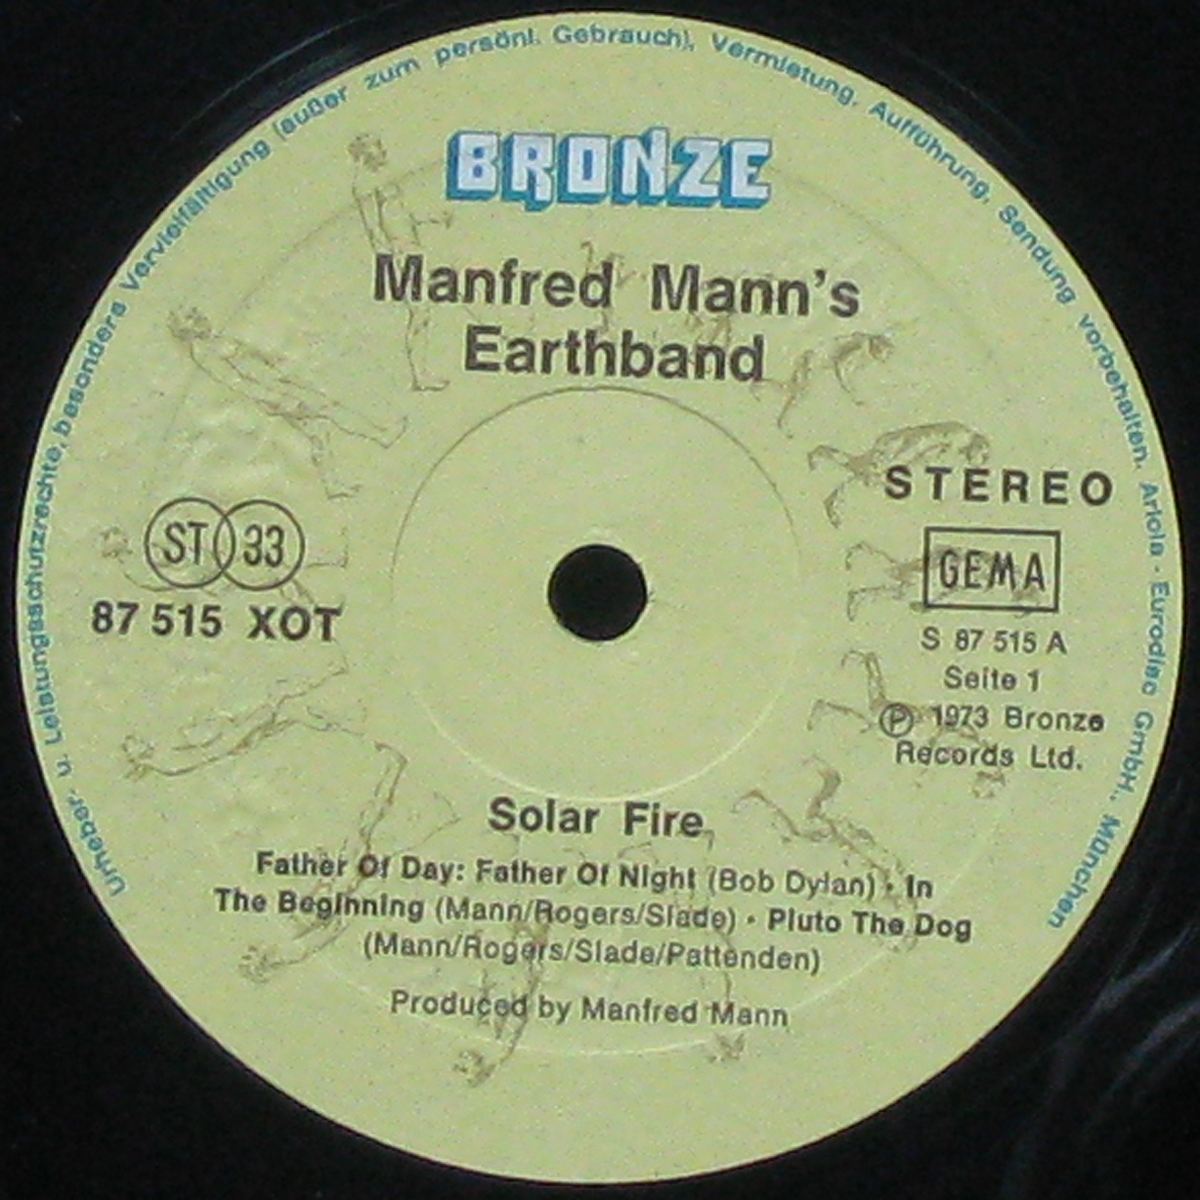 Urheber- u. Leistungsschutzrechte, besonders Vervielfältigung (außer zum persönl. Gebrauch), Vermietung, Aufführung, Sendung vorbehalten. Ariola - Eurodisc GmbH., München
BRONZE
Manfred Mann's
Earthband
STEREO
ST 33
87 515 XOT
GEMA
S 87 515 A
Seite 1
Ⓟ 1973 Bronze
Records Ltd.
Solar Fire
Father Of Day: Father Of Night (Bob Dylan) · In
The Beginning (Mann/Rogers/Slade) · Pluto The Dog
(Mann/Rogers/Slade/Pattenden)
Produced by Manfred Mann